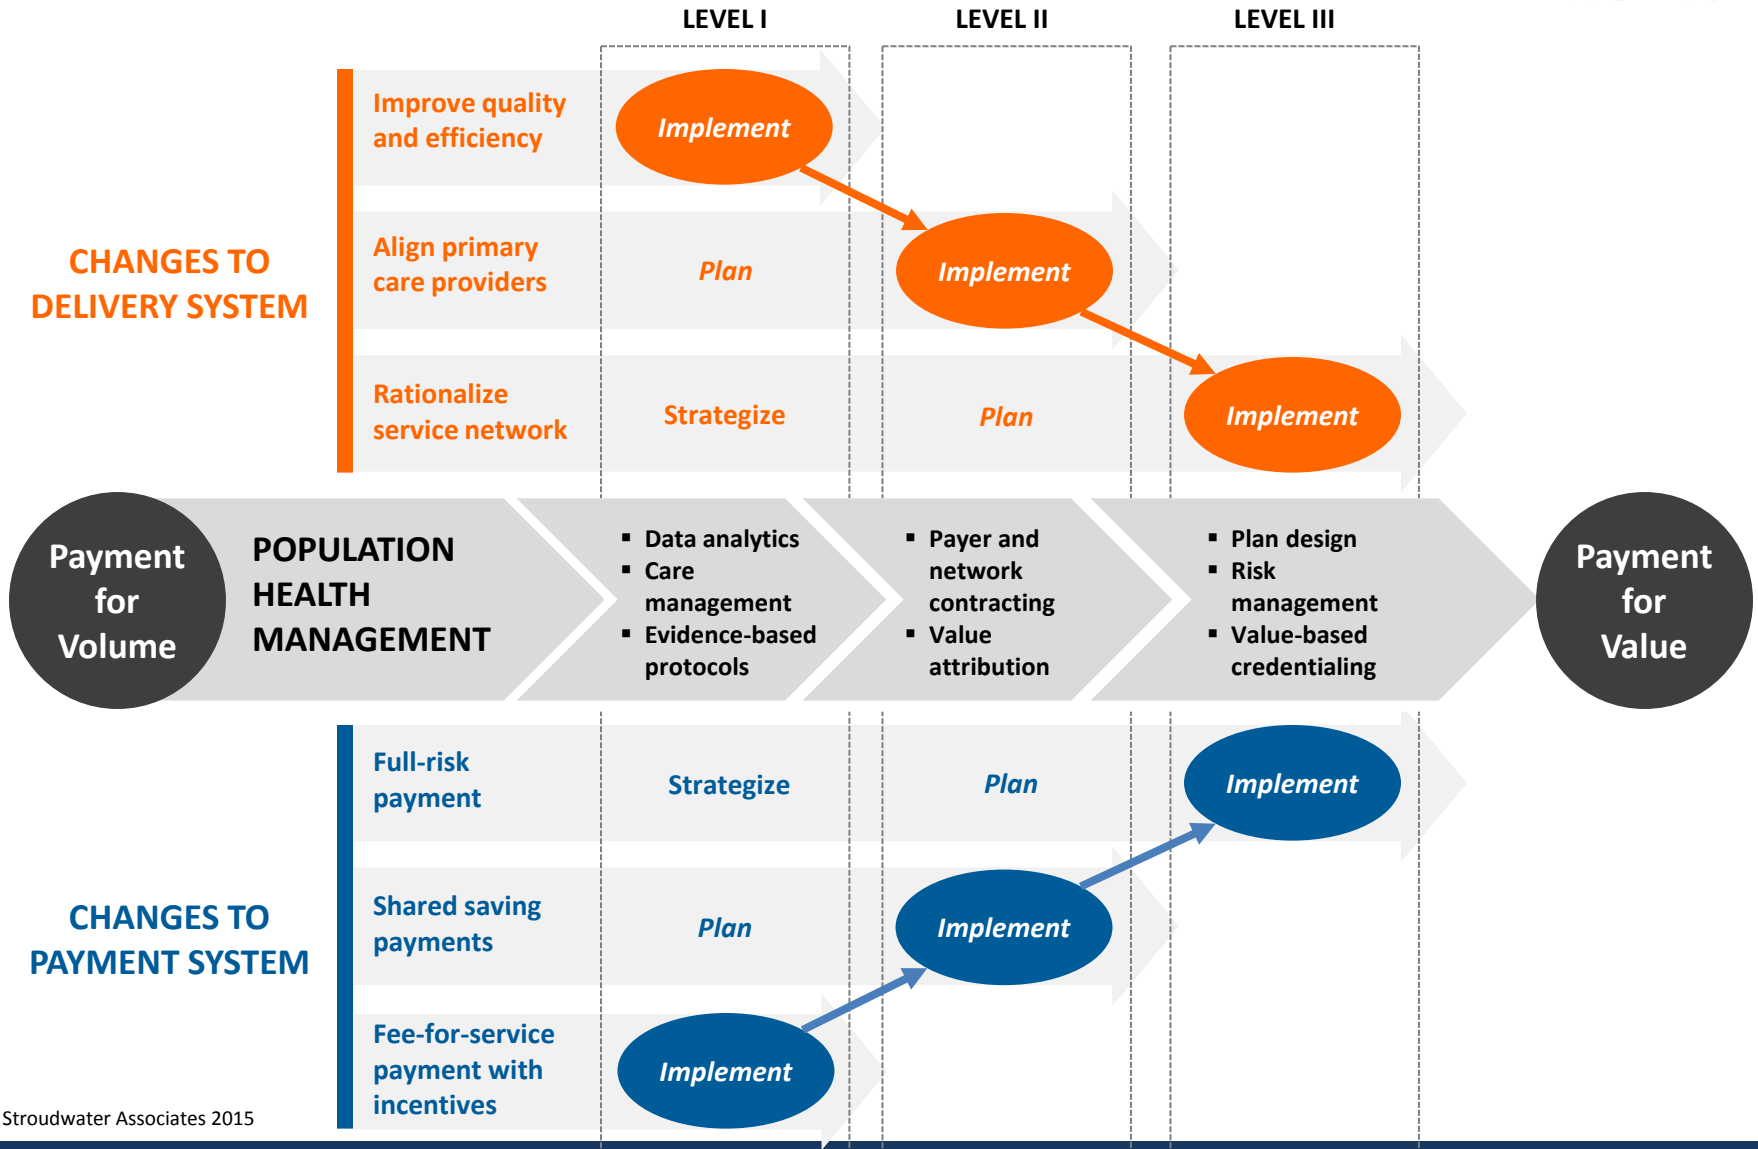 LEVEL I
LEVEL II
LEVEL III
CHANGES TO
DELIVERY SYSTEM
Improve quality
and efficiency
Implement
Align primary
care providers
Plan
Implement
Rationalize
service network
Strategize
Plan
Implement
Payment
for
Volume
POPULATION
HEALTH
MANAGEMENT
▪ Data analytics
▪ Care
management
▪ Evidence-based
protocols
▪ Payer and
network
contracting
▪ Value
attribution
▪ Plan design
▪ Risk
management
▪ Value-based
credentialing
Payment
for
Value
CHANGES TO
PAYMENT SYSTEM
Full-risk
payment
Strategize
Plan
Implement
Shared saving
payments
Plan
Implement
Fee-for-service
payment with
incentives
Implement
Stroudwater Associates 2015